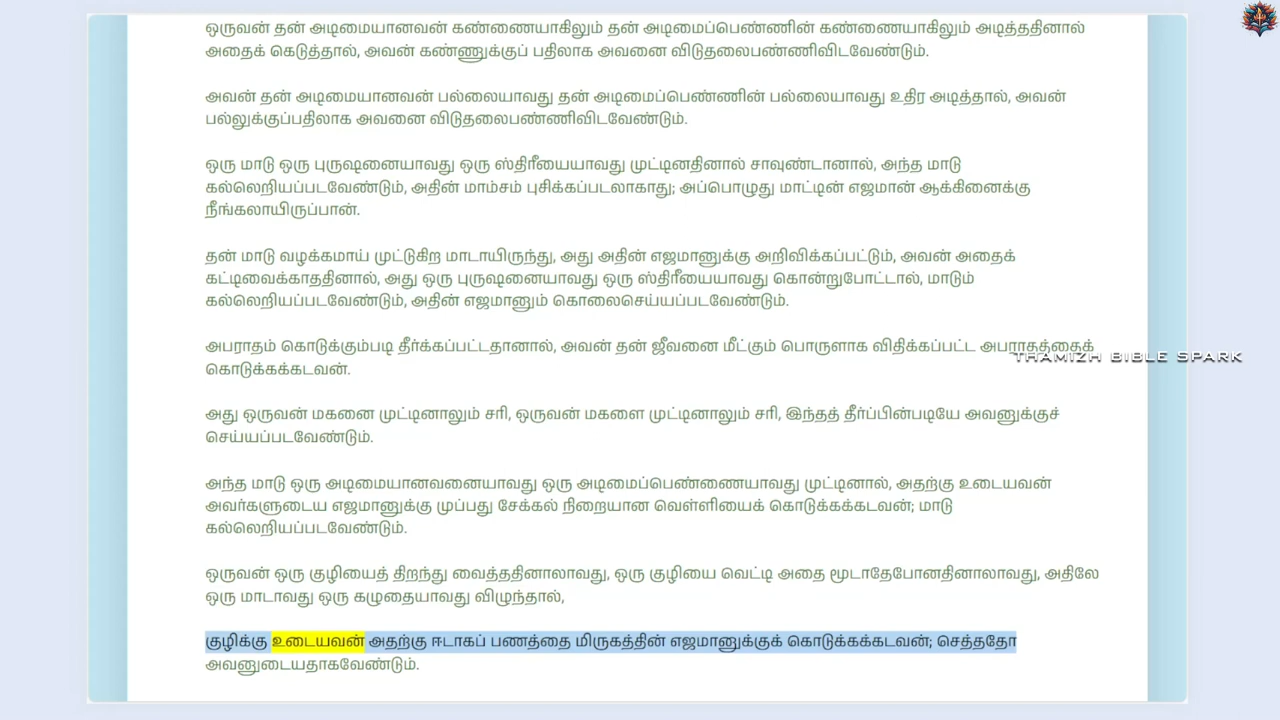 ஒருவன் தன் அடிமையானவன் கண்ணையாகிலும் தன் அடிமைப்பெண்ணின் கண்ணையாகிலும் அடித்ததினால்
அதைக் கெடுத்தால், அவன் கண்ணுக்குப் பதிலாக அவனை விடுதலைபண்ணிவிடவேண்டும்.
அவன் தன் அடிமையானவன் பல்லையாவது தன் அடிமைப்பெண்ணின் பல்லையாவது உதிர அடித்தால், அவன்
பல்லுக்குப்பதிலாக அவனை விடுதலைபண்ணிவிடவேண்டும்.
ஒரு மாடு ஒரு புருஷனையாவது ஒரு ஸ்திரீயையாவது முட்டினதினால் சாவுண்டானால், அந்த மாடு
கல்லெறியப்படவேண்டும், அதின் மாம்சம் புசிக்கப்படலாகாது; அப்பொழுது மாட்டின் எஜமான் ஆக்கினைக்கு
நீங்கலாயிருப்பான்.
தன் மாடு வழக்கமாய் முட்டுகிற மாடாயிருந்து, அது அதின் எஜமானுக்கு அறிவிக்கப்பட்டும், அவன் அதைக்
கட்டிவைக்காததினால், அது ஒரு புருஷனையாவது ஒரு ஸ்திரீயையாவது கொன்றுபோட்டால், மாடும்
கல்லெறியப்படவேண்டும், அதின் எஜமானும் கொலைசெய்யப்படவேண்டும்.
அபராதம் கொடுக்கும்படி தீர்க்கப்பட்டதானால், அவன் தன் ஜீவனை மீட்கும் பொருளாக விதிக்கப்பட்ட அபராதத்தைக்
THAMIZH BIBLE SPARK
கொடுக்கக்கடவன்.
அது ஒருவன் மகனை முட்டினாலும் சரி, ஒருவன் மகளை முட்டினாலும் சரி, இந்தத் தீர்ப்பின்படியே அவனுக்குச்
செய்யப்படவேண்டும்.
அந்த மாடு ஒரு அடிமையானவனையாவது ஒரு அடிமைப்பெண்ணையாவது முட்டினால், அதற்கு உடையவன்
அவர்களுடைய எஜமானுக்கு முப்பது சேக்கல் நிறையான வெள்ளியைக் கொடுக்கக்கடவன்; மாடு
கல்லெறியப்படவேண்டும்.
ஒருவன் ஒரு குழியைத் திறந்து வைத்ததினாலாவது, ஒரு குழியை வெட்டி அதை மூடாதேபோனதினாலாவது, அதிலே
ஒரு மாடாவது ஒரு கழுதையாவது விழுந்தால்,
குழிக்கு உடையவன் அதற்கு ஈடாகப் பணத்தை மிருகத்தின் எஜமானுக்குக் கொடுக்கக்கடவன்; செத்ததோ
அவனுடையதாகவேண்டும்.